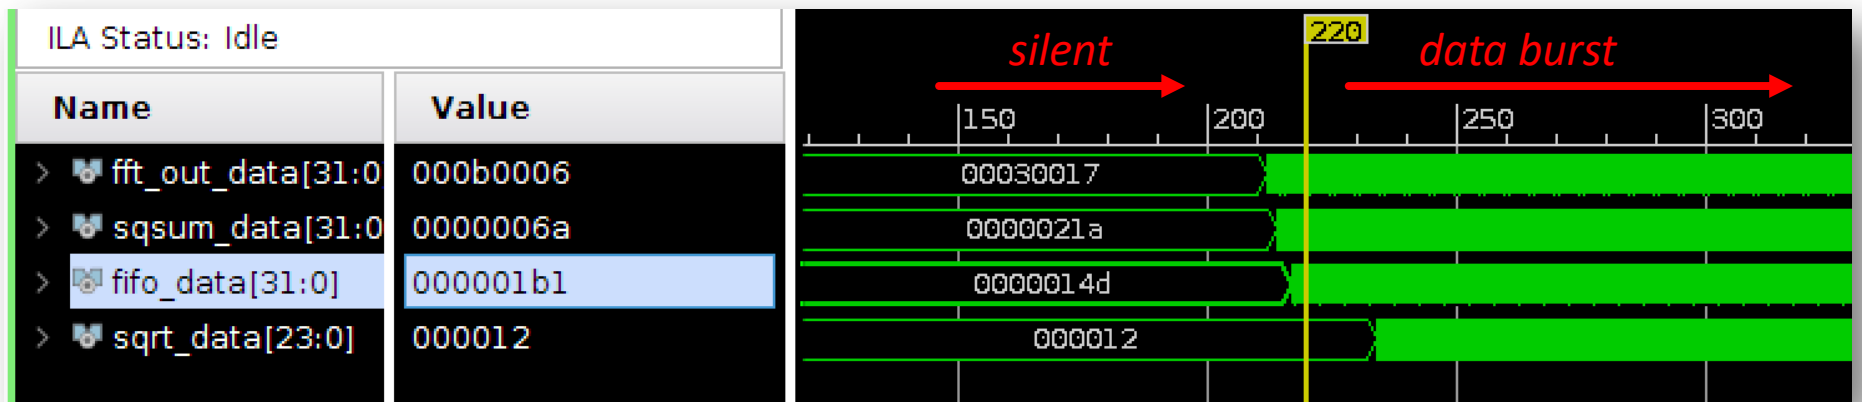 ILA Status: Idle
Name Value
silent 220 data burst
150 200 250 300
fft_out_data[31:0 000b0006 00030017
sqsum_data[31:0 0000006a 0000021a
fifo_data[31:0] 000001b1 0000014d
sqrt_data[23:0] 000012 000012